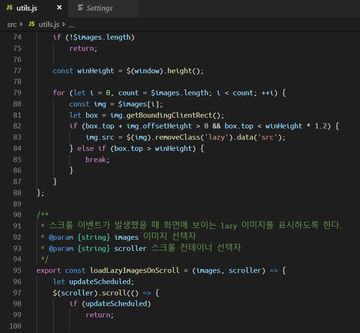 JS utils.js ×
Settings
src > JS utils.js > ...
74 if (!$images.length)
75 return;
76
77 const winHeight = $(window).height();
78
79 for (let i = 0, count = $images.length; i < count; ++i) {
80 const img = $images[i];
81 let box = img.getBoundingClientRect();
82 if (box.top + img.offsetHeight > 0 && box.top < winHeight * 1.2) {
83 img.src = $(img).removeClass('lazy').data('src');
84 } else if (box.top > winHeight) {
85 break;
86 }
87 }
88 };
89
90 /**
91 * 스크롤 이벤트가 발생했을 때 화면에 보이는 lazy 이미지를 표시하도록 한다.
92 * @param {string} images 이미지 선택자
93 * @param {string} scroller 스크롤 컨테이너 선택자
94 */
95 export const loadLazyImagesOnScroll = (images, scroller) => {
96 let updateScheduled;
97 $(scroller).scroll(() => {
98 if (updateScheduled)
99 return;
100